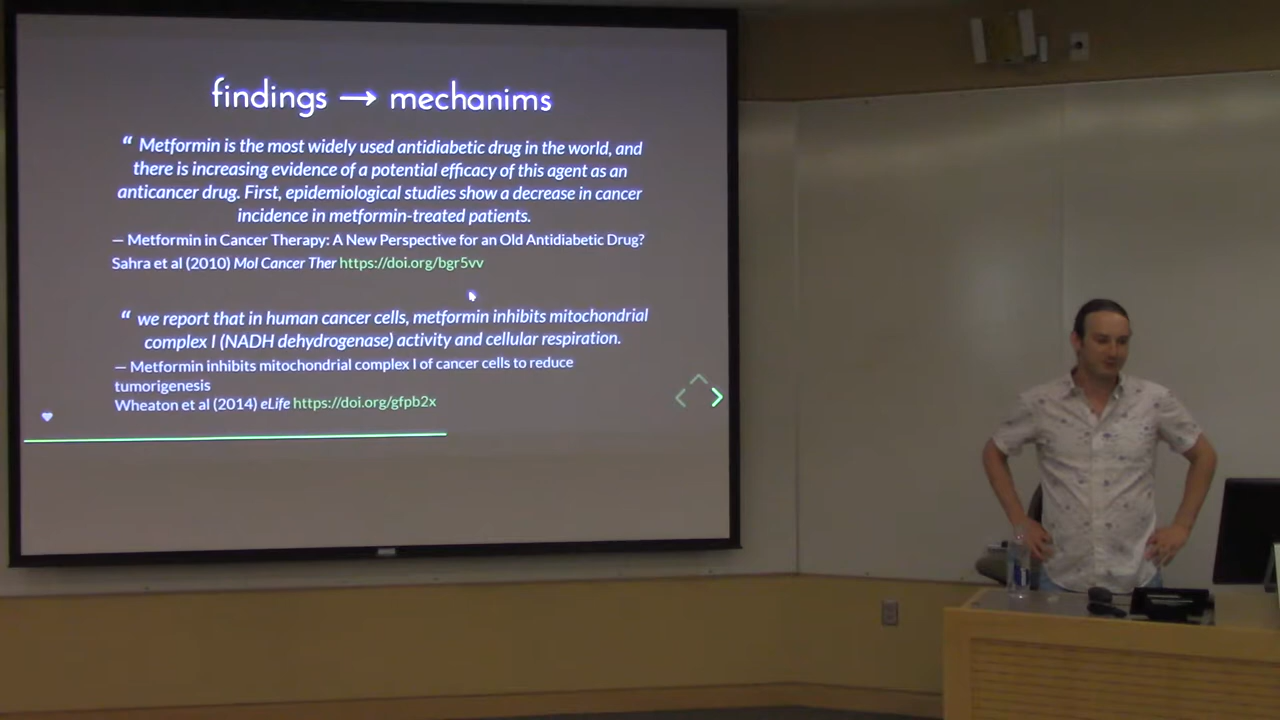 findings → mechanims
“ Metformin is the most widely used antidiabetic drug in the world, and
there is increasing evidence of a potential efficacy of this agent as an
anticancer drug. First, epidemiological studies show a decrease in cancer
incidence in metformin-treated patients.
— Metformin in Cancer Therapy: A New Perspective for an Old Antidiabetic Drug?
Sahra et al (2010) Mol Cancer Ther https://doi.org/bgr5vv
“ we report that in human cancer cells, metformin inhibits mitochondrial
complex I (NADH dehydrogenase) activity and cellular respiration.
— Metformin inhibits mitochondrial complex I of cancer cells to reduce
tumorigenesis
Wheaton et al (2014) eLife https://doi.org/gfpb2x